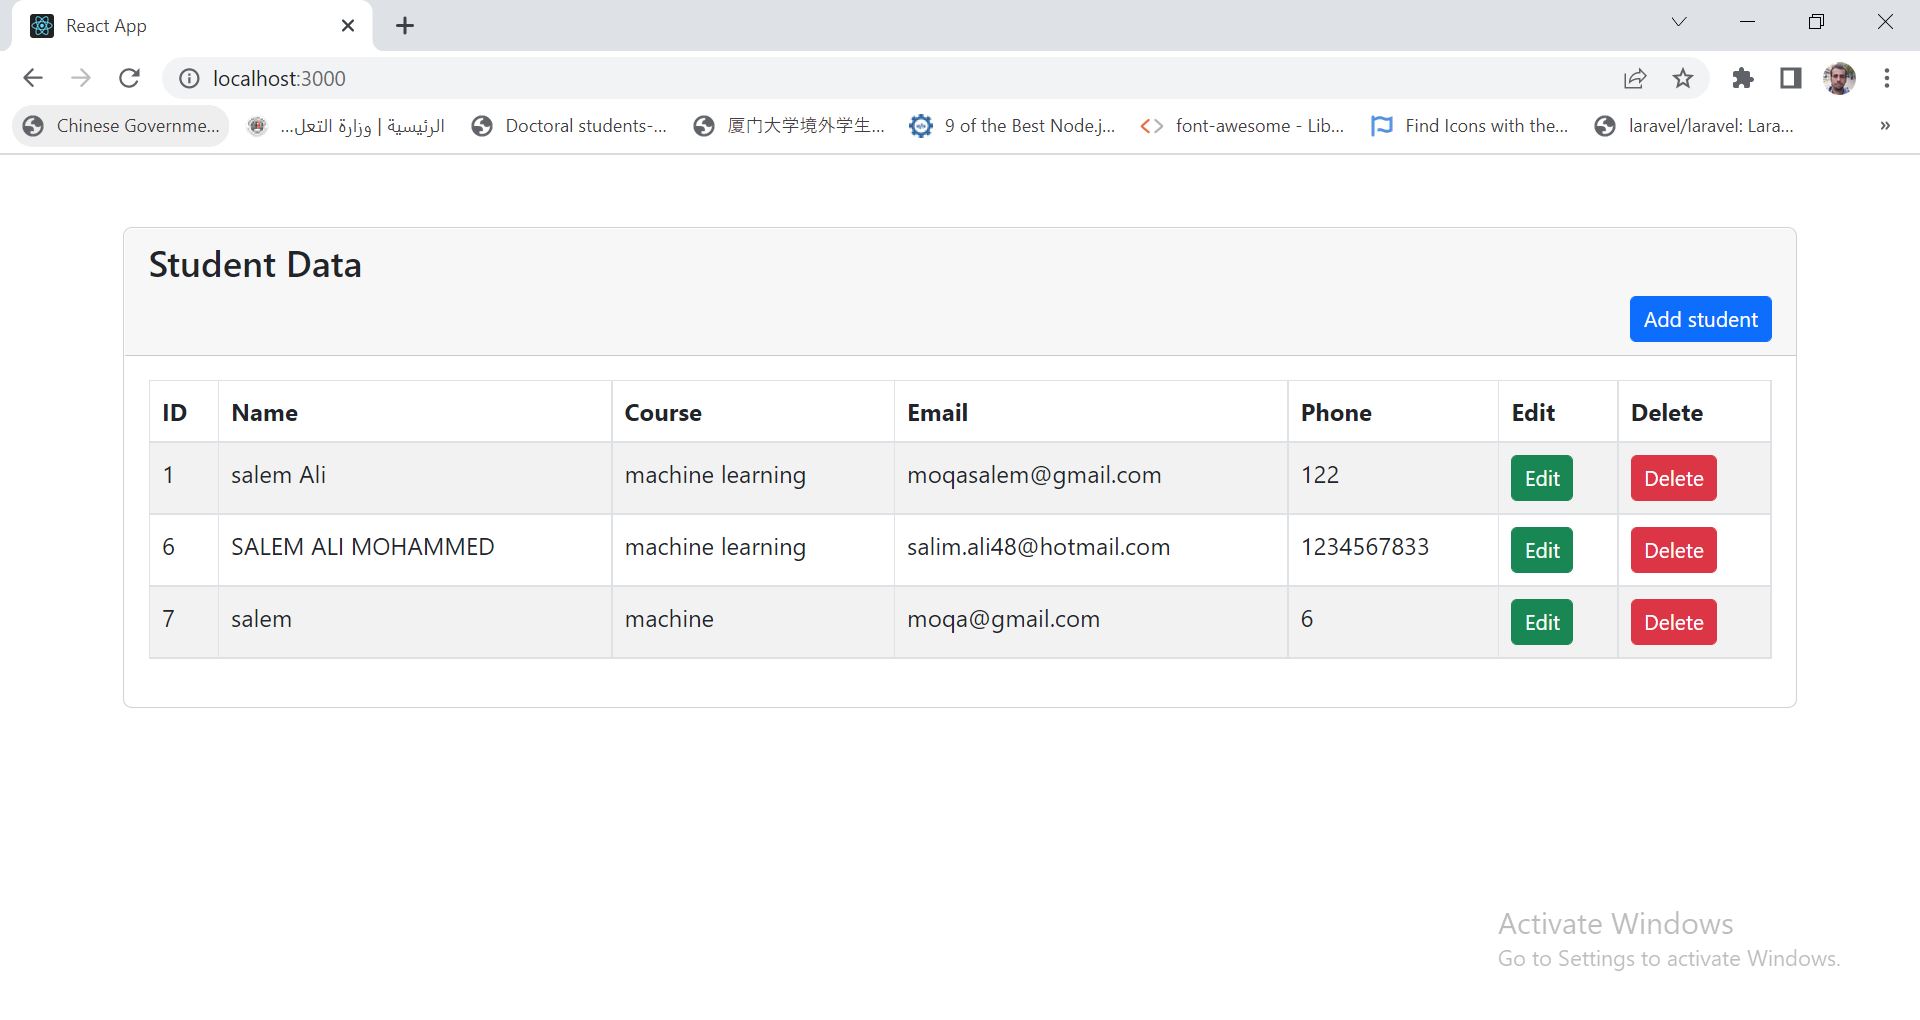 React App
localhost:3000
Chinese Governme...
الرئيسية | وزارة التعل...
Doctoral students-...
厦门大学境外学生...
9 of the Best Node.j...
font-awesome - Lib...
Find Icons with the...
laravel/laravel: Lara...
Student Data
Add student
ID Name Course Email Phone Edit Delete
1 salem Ali machine learning moqasalem@gmail.com 122 Edit Delete
6 SALEM ALI MOHAMMED machine learning salim.ali48@hotmail.com 1234567833 Edit Delete
7 salem machine moqa@gmail.com 6 Edit Delete
Activate Windows
Go to Settings to activate Windows.